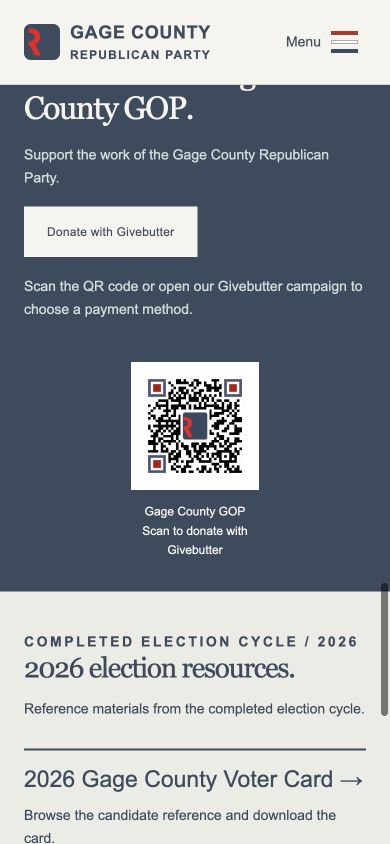 GAGE COUNTY
REPUBLICAN PARTY
Menu
County GOP.
Support the work of the Gage County Republican
Party.
Donate with Givebutter
Scan the QR code or open our Givebutter campaign to
choose a payment method.
Gage County GOP
Scan to donate with
Givebutter
COMPLETED ELECTION CYCLE / 2026
2026 election resources.
Reference materials from the completed election cycle.
2026 Gage County Voter Card →
Browse the candidate reference and download the
card.